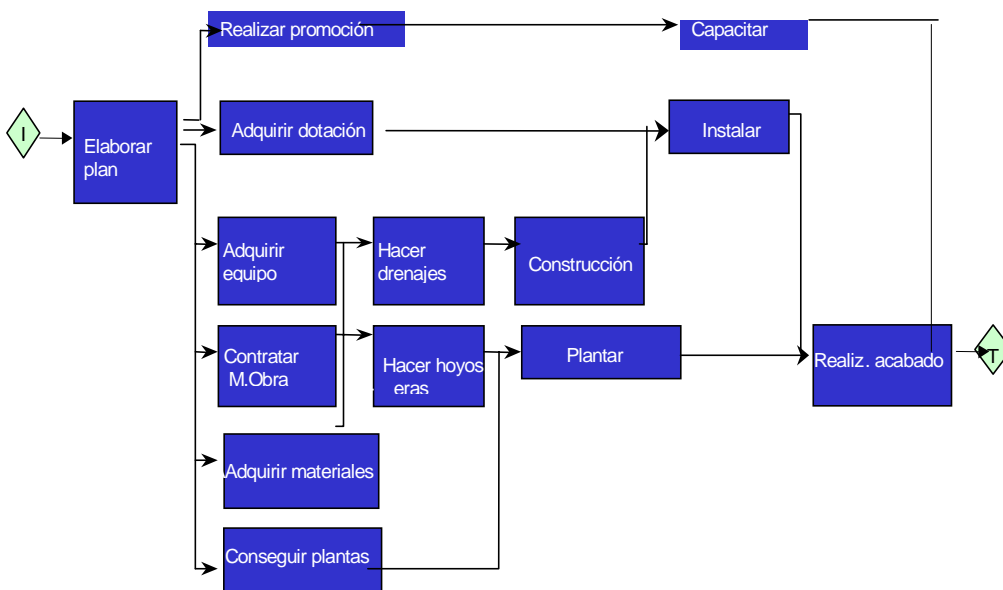 Realizar promoción
Capacitar
I
Elaborar
plan
Adquirir dotación
Instalar
Adquirir
equipo
Hacer
drenajes
Construcción
Contratar
M.Obra
Hacer hoyos
eras
Plantar
Realiz. acabado
T
Adquirir materiales
Conseguir plantas